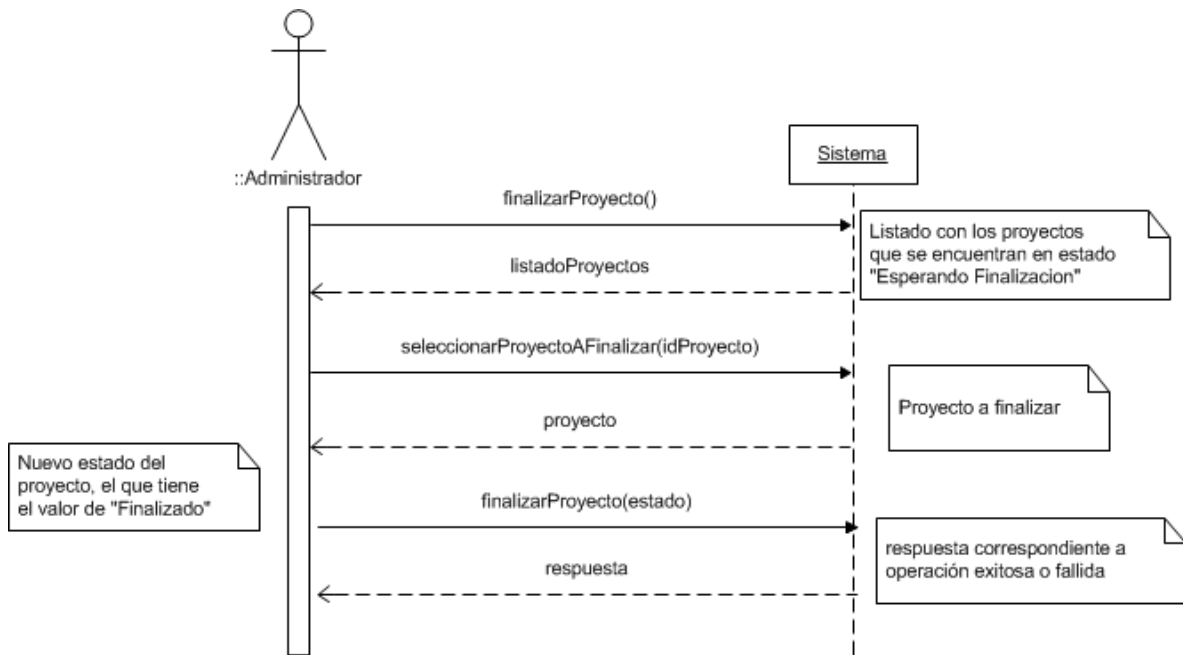 ::Administrador
Sistema
finalizarProyecto()
Listado con los proyectos
que se encuentran en estado
"Esperando Finalizacion"
listadoProyectos
seleccionarProyectoAFinalizar(idProyecto)
Proyecto a finalizar
proyecto
Nuevo estado del
proyecto, el que tiene
el valor de "Finalizado"
finalizarProyecto(estado)
respuesta correspondiente a
operación exitosa o fallida
respuesta